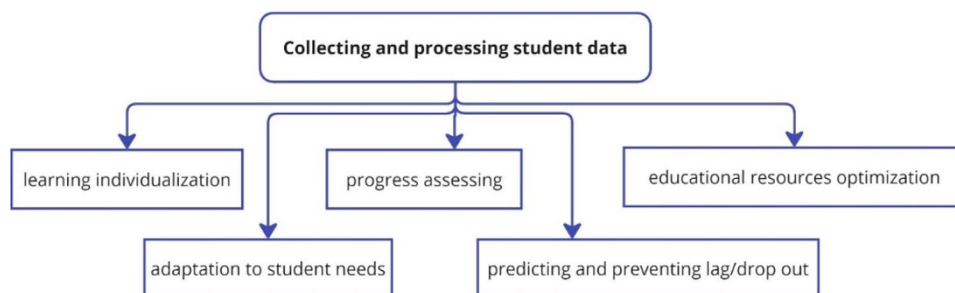 Collecting and processing student data
learning individualization
progress assessing
educational resources optimization
adaptation to student needs
predicting and preventing lag/drop out